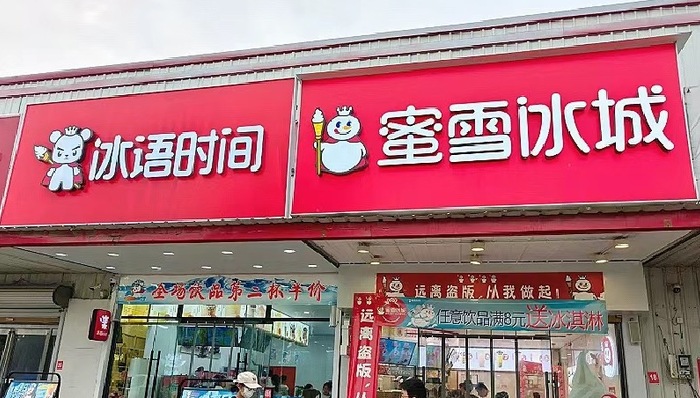 冰语时间
蜜雪冰城
全场饮品第二杯半价
远离盗版，从我做起！
任意饮品满8元送冰淇淋
远离盗版，从